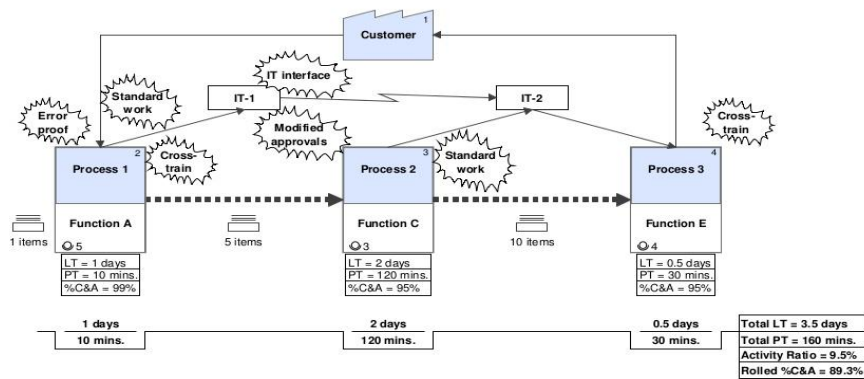 1
Customer
IT interface
Standard
work
IT-1
IT-2
Error
proof
Modified
approvals
Cross-
train
2
Process 1
Cross-
train
3
Process 2
Standard
work
4
Process 3
Function A
Function C
Function E
1 items
5
5 items
3
10 items
4
LT = 1 days
PT = 10 mins.
%C&A = 99%
LT = 2 days
PT = 120 mins.
%C&A = 95%
LT = 0.5 days
PT = 30 mins.
%C&A = 95%
1 days
10 mins.
2 days
120 mins.
0.5 days
30 mins.
Total LT = 3.5 days
Total PT = 160 mins.
Activity Ratio = 9.5%
Rolled %C&A = 89.3%